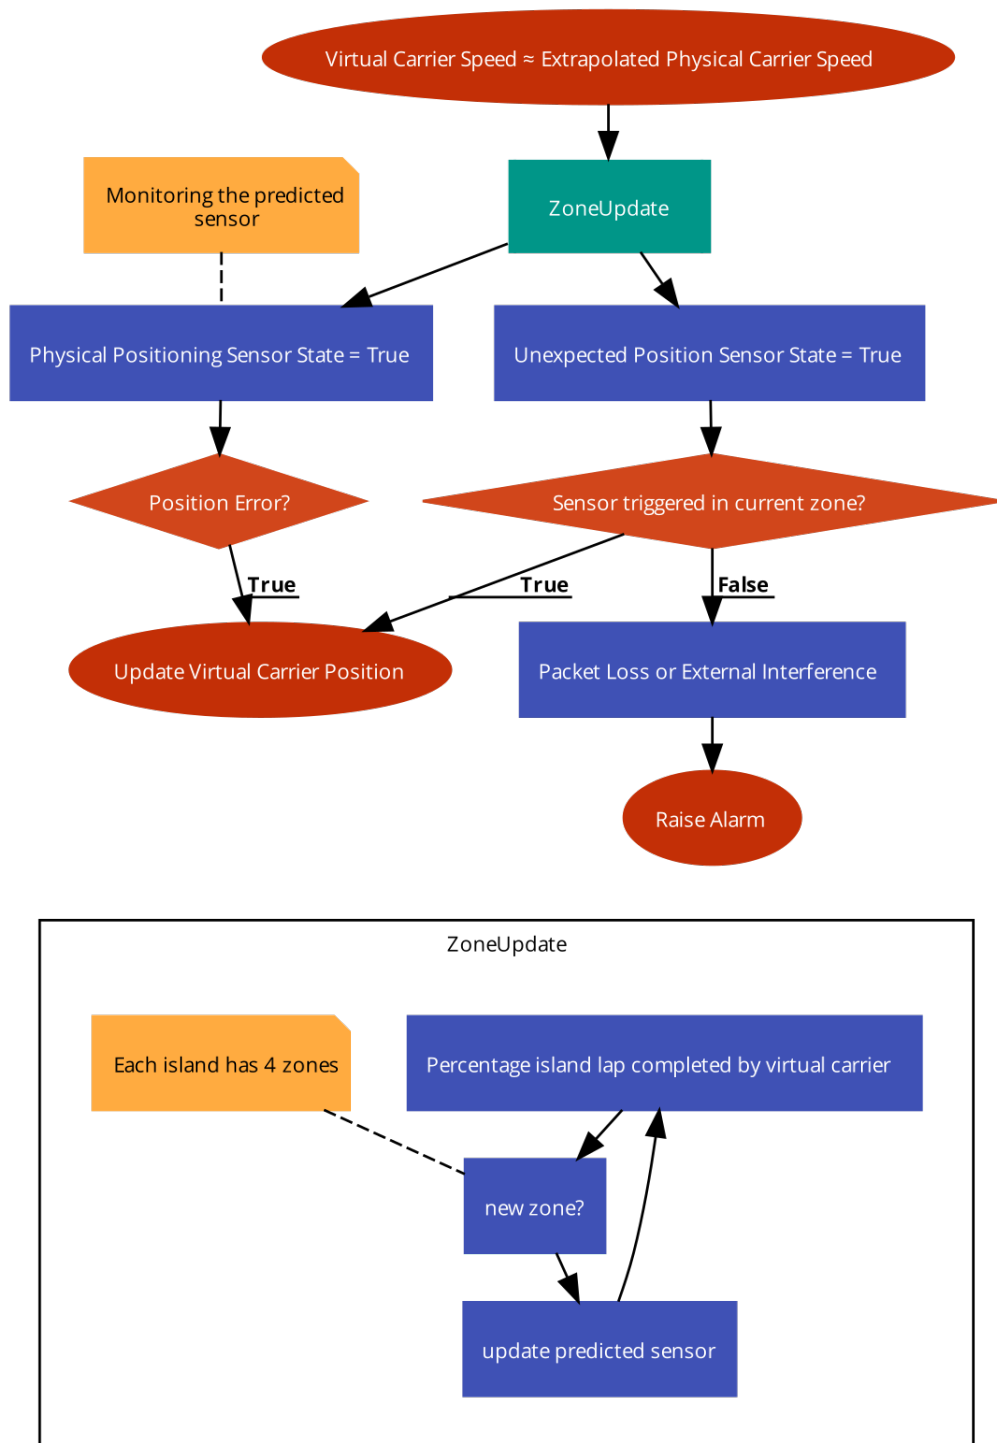 Virtual Carrier Speed ≈ Extrapolated Physical Carrier Speed
Monitoring the predicted
sensor
ZoneUpdate
Physical Positioning Sensor State = True
Unexpected Position Sensor State = True
Position Error?
Sensor triggered in current zone?
True
True
False
Update Virtual Carrier Position
Packet Loss or External Interference
Raise Alarm
ZoneUpdate
Each island has 4 zones
Percentage island lap completed by virtual carrier
new zone?
update predicted sensor